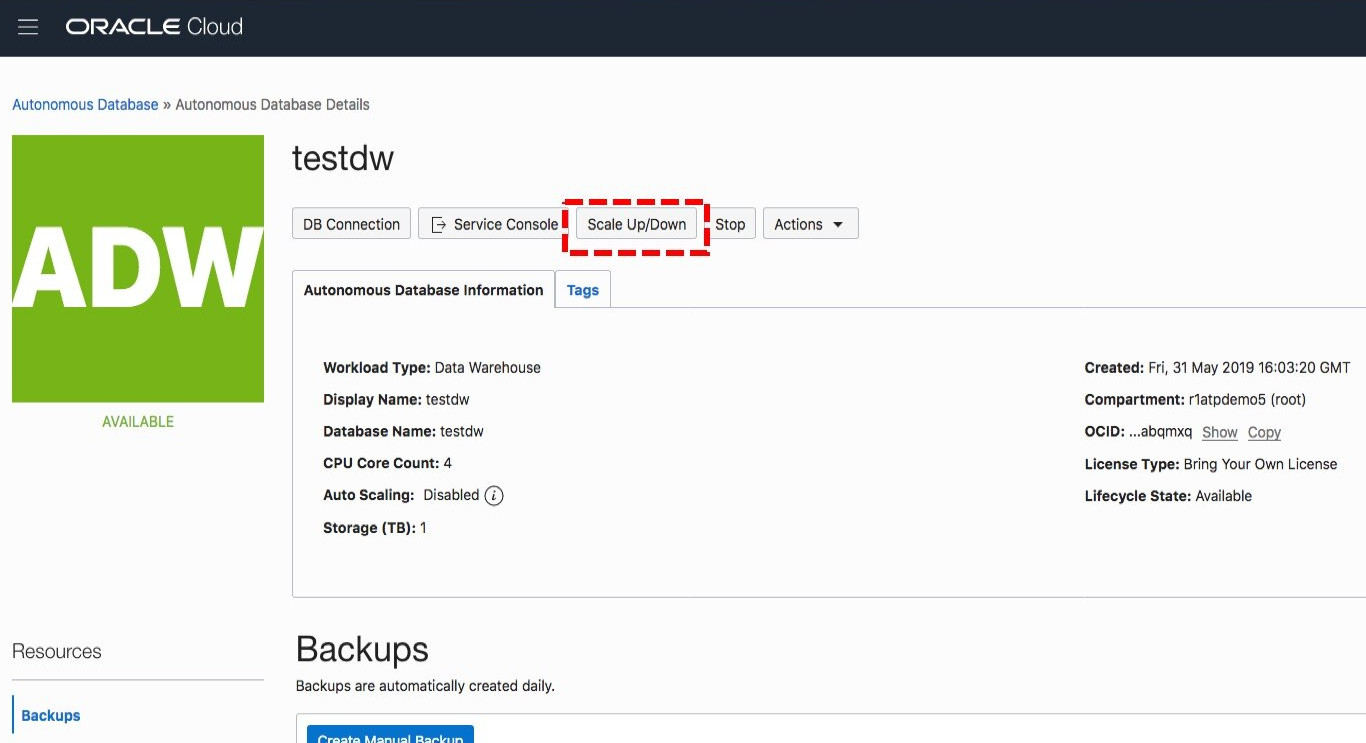 ORACLE Cloud
Autonomous Database » Autonomous Database Details
ADW
AVAILABLE
testdw
DB Connection Service Console Scale Up/Down Stop Actions
Autonomous Database Information Tags
Workload Type: Data Warehouse
Display Name: testdw
Database Name: testdw
CPU Core Count: 4
Auto Scaling: Disabled i
Storage (TB): 1
Created: Fri, 31 May 2019 16:03:20 GMT
Compartment: r1atpdemo5 (root)
OCID: ...abqmxq Show Copy
License Type: Bring Your Own License
Lifecycle State: Available
Resources
Backups
Backups
Backups are automatically created daily.
Create Manual Backup